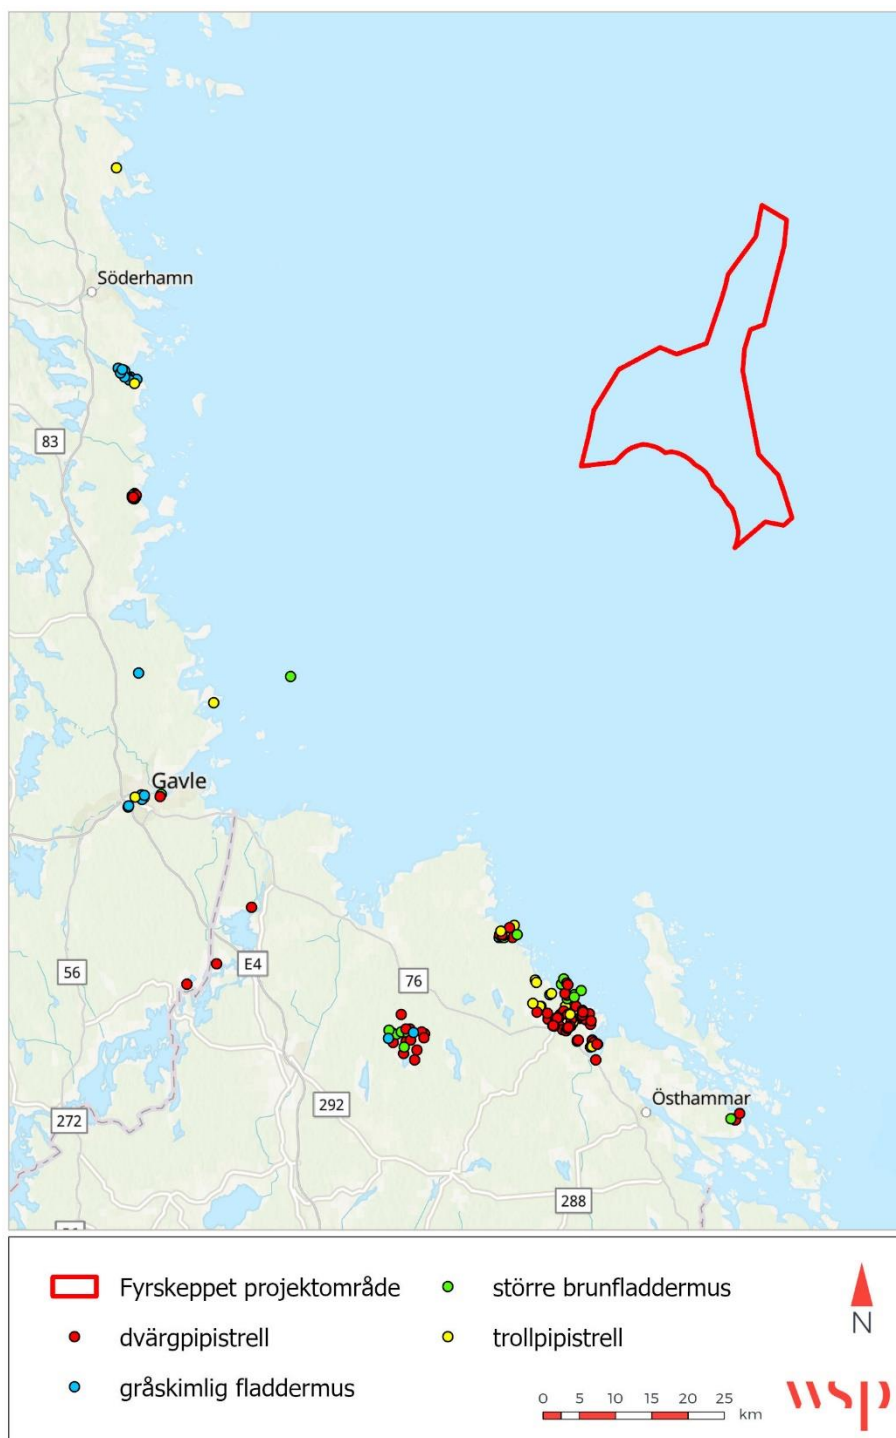 Söderhamn
83
Gavle
56
E4
76
272
292
Östhammar
288
Fyrskeppet projektområde
dvärgpipistrell
gråskimlig fladdermus
större brunfladdermus
trollpipistrell
N
0 5 10 15 20 25
km
wsp